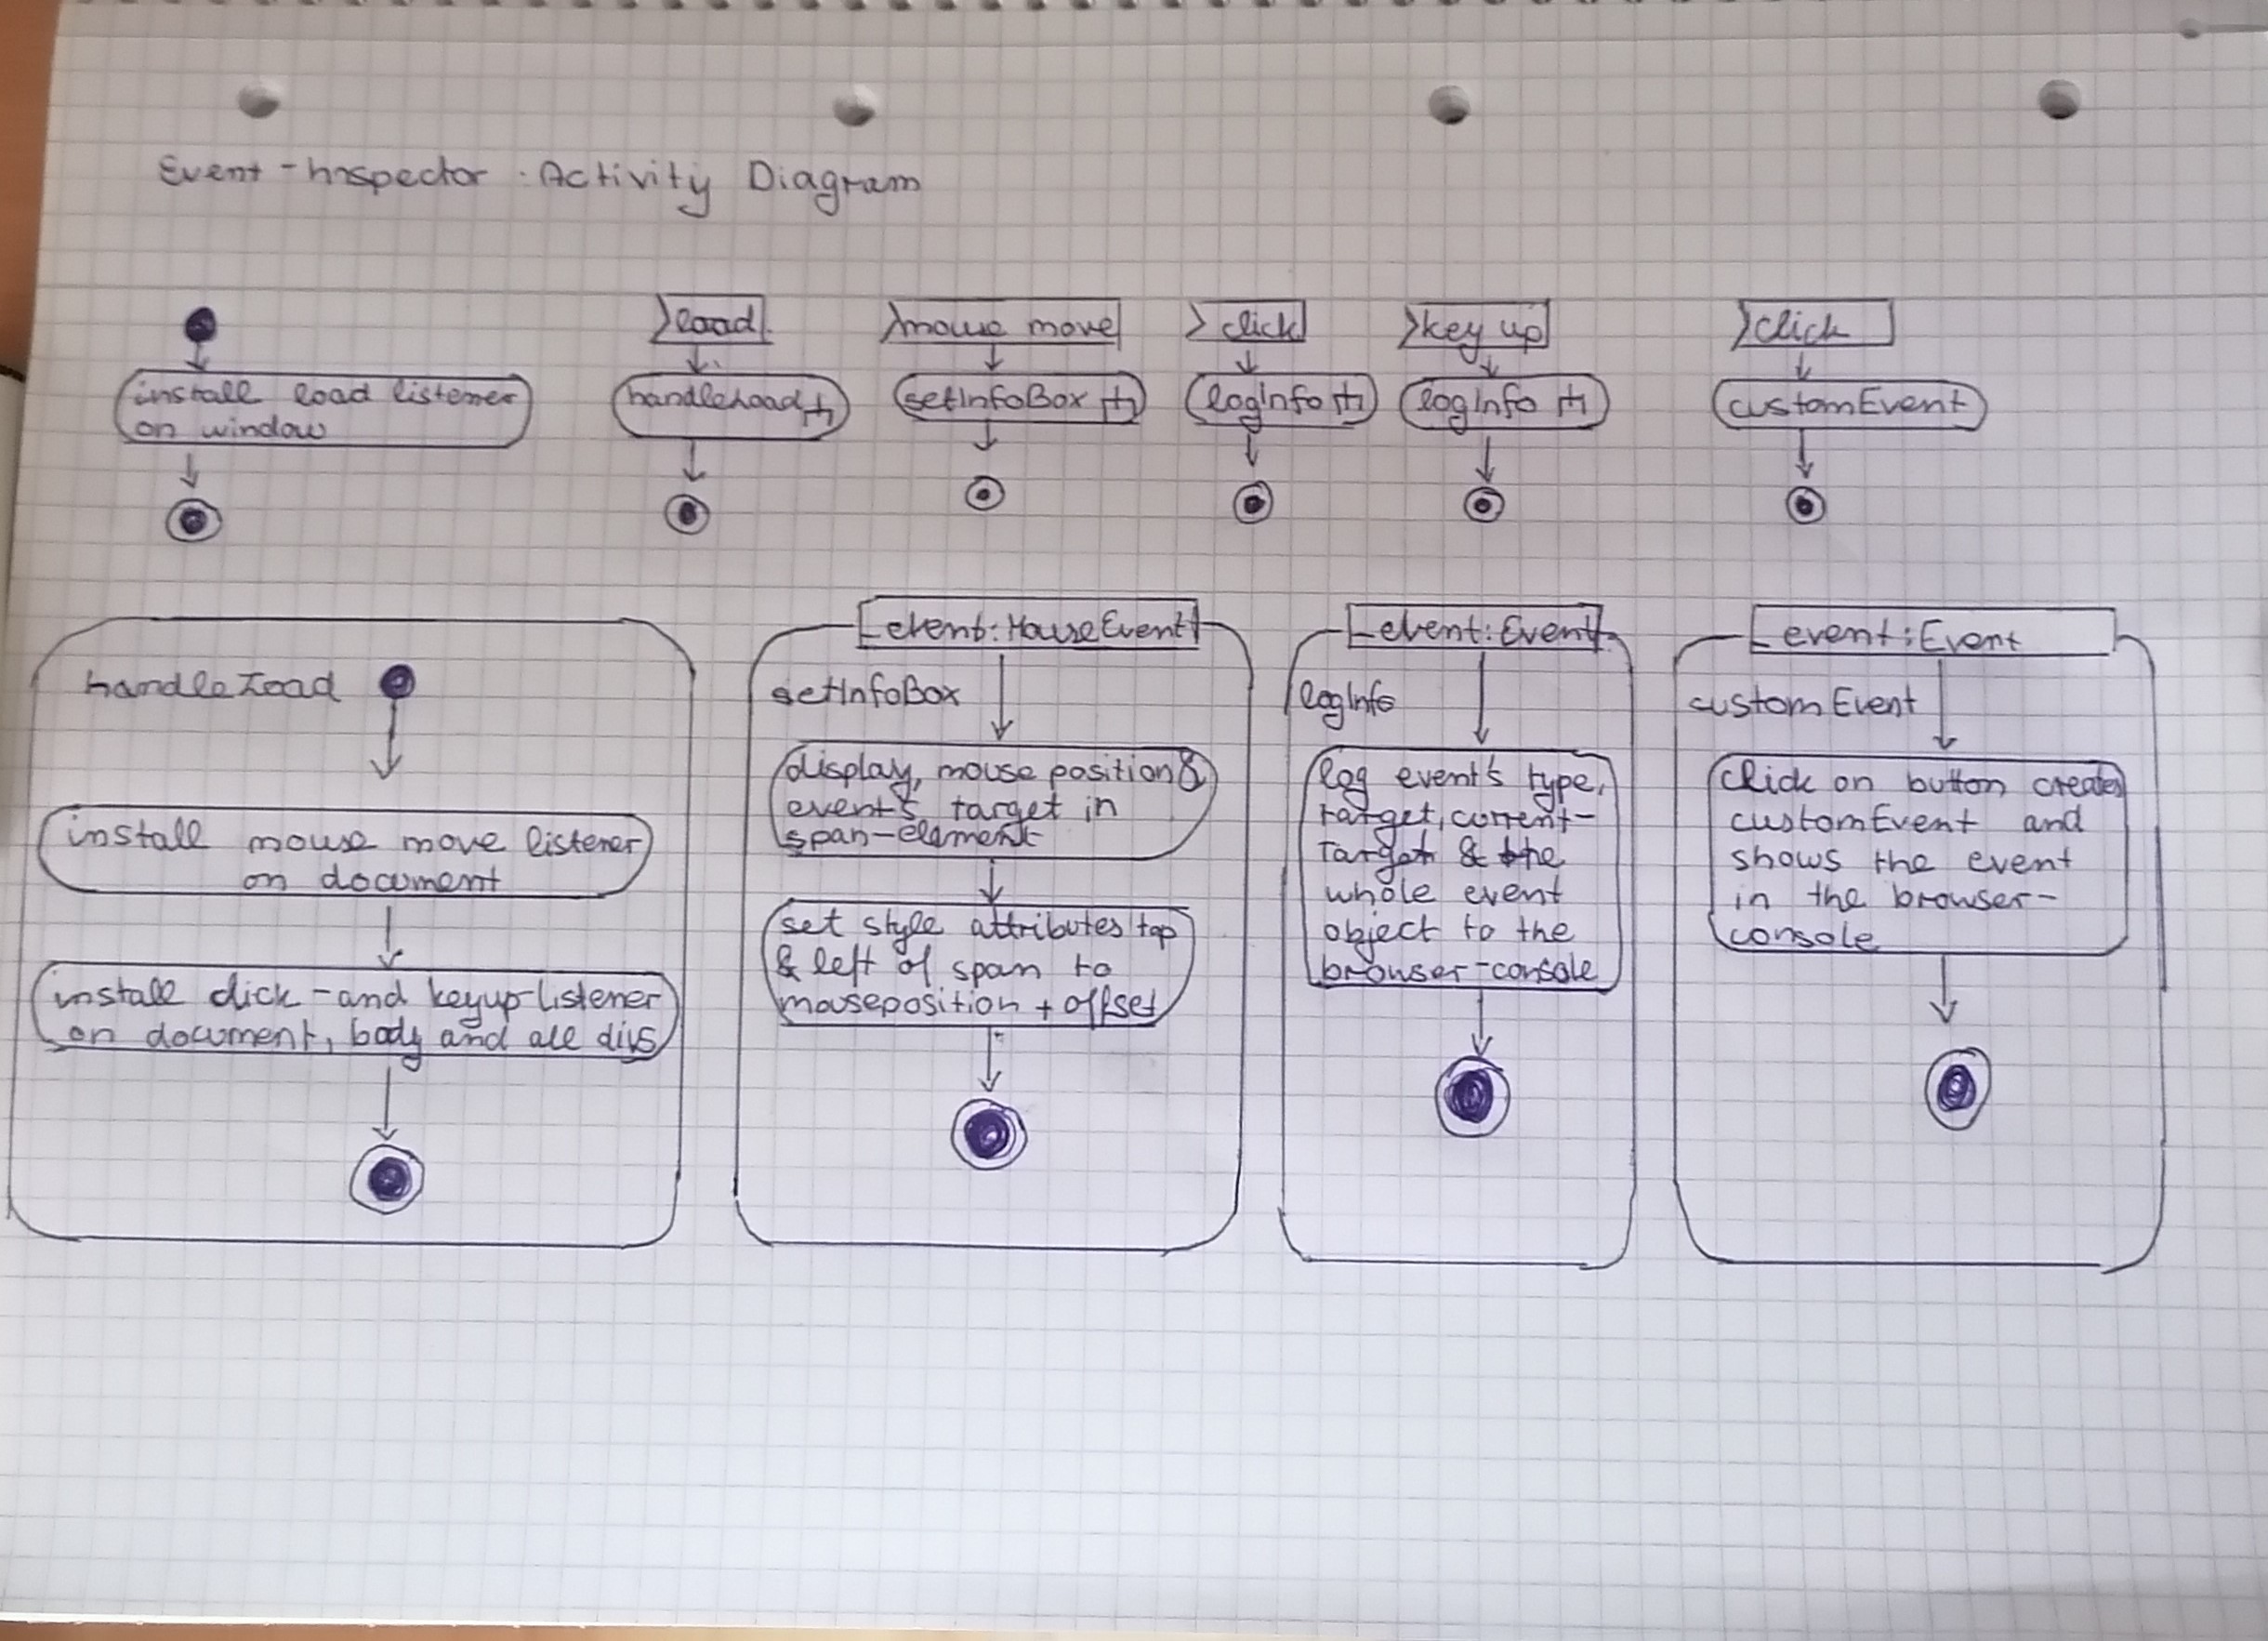 Event-Inspector: Activity Diagram
install load listener
on window
load
handleLoad
mouse move
setInfoBox
click
logInfo
key up
logInfo
click
customEvent
handleLoad
install mouse move listener
on document
install click-and keyup-listener
on document, body and all divs
_event:MouseEvent
setInfoBox
display, mouse position &
event's target in
span-element
set style attributes top
& left of span to
mouseposition + offset
_event:Event
logInfo
log event's type,
target, current-
Target & the
whole event
object to the
browser-console
_event:Event
customEvent
Click on button creates
customEvent and
shows the event
in the browser-
console